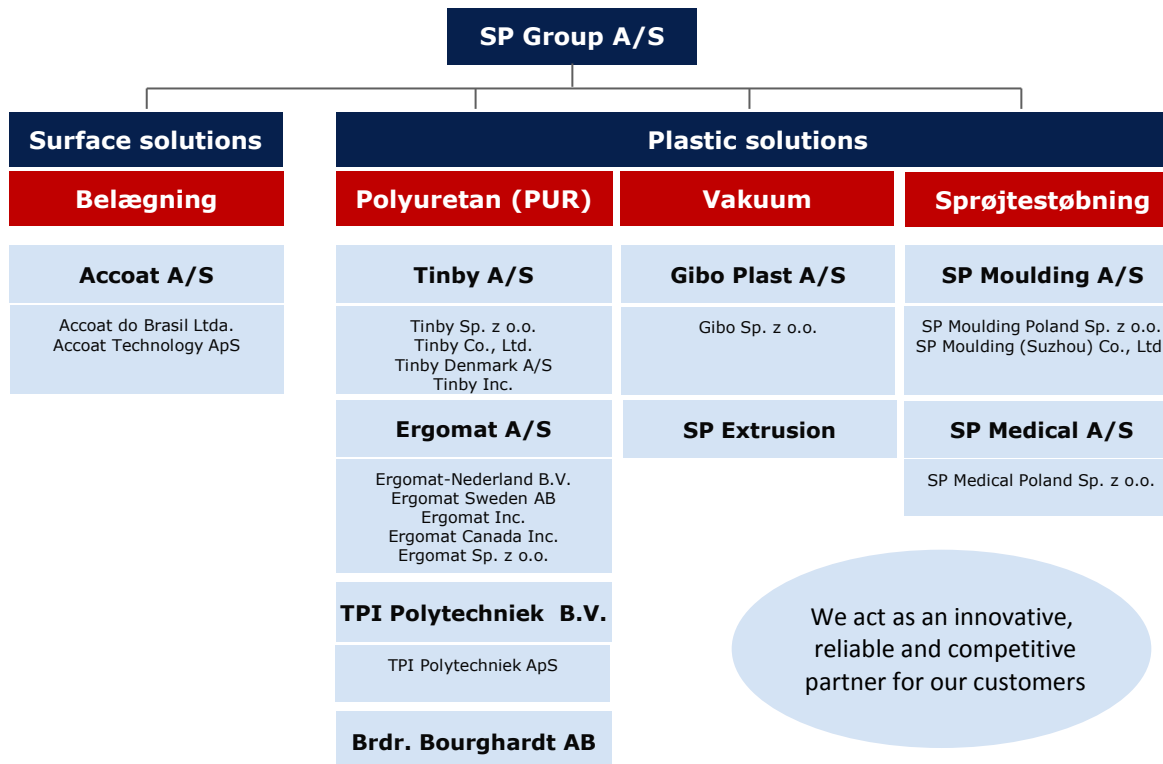 SP Group A/S
Surface solutions
Plastic solutions
Belægning
Polyuretan (PUR)
Vakuum
Sprøjtestøbning
Accoat A/S
Accoat do Brasil Ltda.
Accoat Technology ApS
Tinby A/S
Tinby Sp. z o.o.
Tinby Co., Ltd.
Tinby Denmark A/S
Tinby Inc.
Ergomat A/S
Ergomat-Nederland B.V.
Ergomat Sweden AB
Ergomat Inc.
Ergomat Canada Inc.
Ergomat Sp. z o.o.
TPI Polytechniek B.V.
TPI Polytechniek ApS
Brdr. Bourghardt AB
Gibo Plast A/S
Gibo Sp. z o.o.
SP Extrusion
SP Moulding A/S
SP Moulding Poland Sp. z o.o.
SP Moulding (Suzhou) Co., Ltd
SP Medical A/S
SP Medical Poland Sp. z o.o.
We act as an innovative,
reliable and competitive
partner for our customers